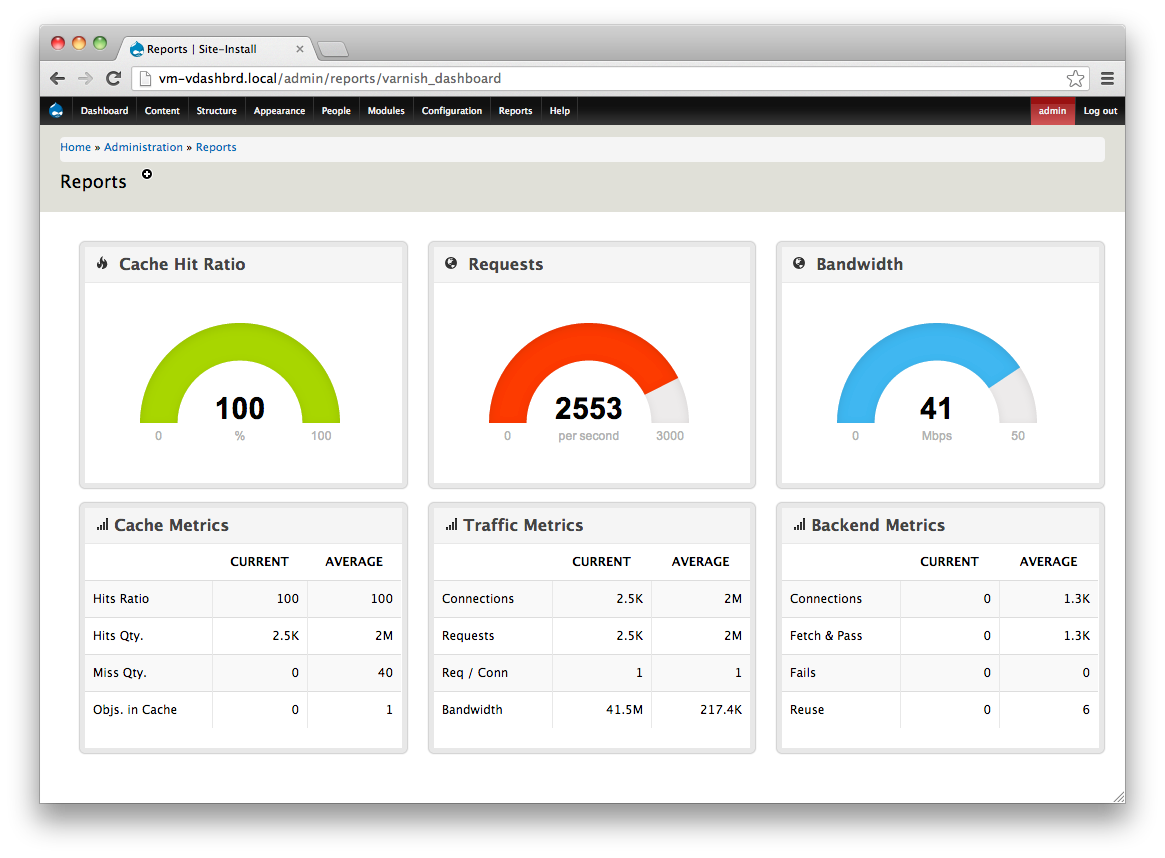 Reports | Site-Install
vm-vdashbrd.local/admin/reports/varnish_dashboard
Dashboard Content Structure Appearance People Modules Configuration Reports Help admin Log out
Home » Administration » Reports
Reports
Cache Hit Ratio
100
0 % 100
Requests
2553
0 per second 3000
Bandwidth
41
0 Mbps 50
Cache Metrics
CURRENT AVERAGE
Hits Ratio 100 100
Hits Qty. 2.5K 2M
Miss Qty. 0 40
Objs. in Cache 0 1
Traffic Metrics
CURRENT AVERAGE
Connections 2.5K 2M
Requests 2.5K 2M
Req / Conn 1 1
Bandwidth 41.5M 217.4K
Backend Metrics
CURRENT AVERAGE
Connections 0 1.3K
Fetch & Pass 0 1.3K
Fails 0 0
Reuse 0 6